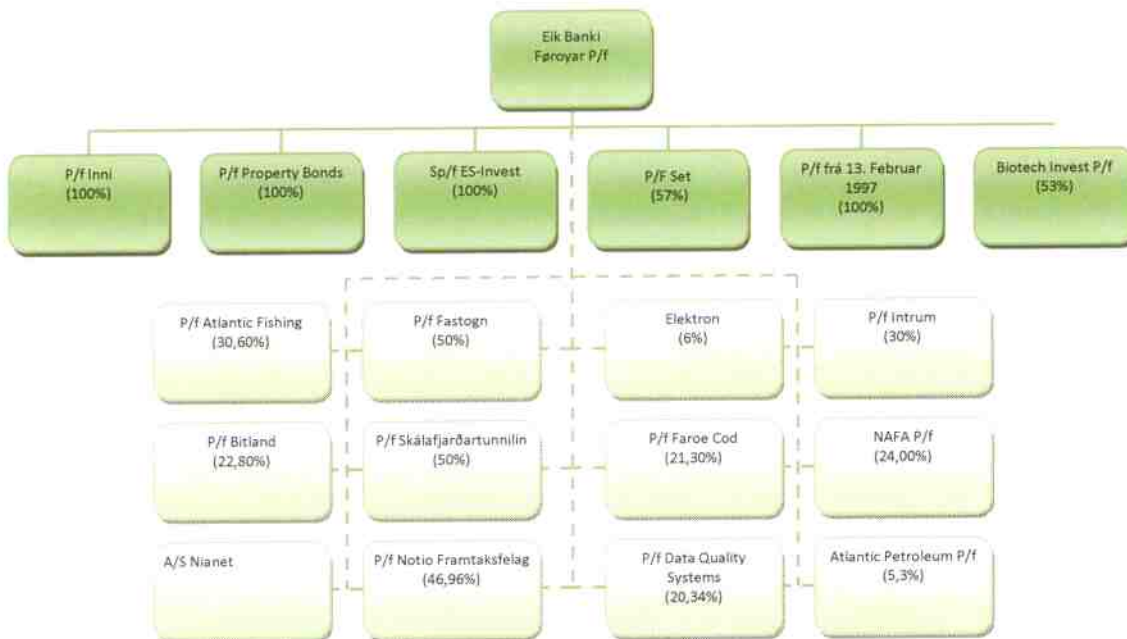 Eik Banki
Føroyar P/f
P/f Inni
(100%)
P/f Property Bonds
(100%)
Sp/f ES-Invest
(100%)
P/F Set
(57%)
P/f frá 13. Februar
1997
(100%)
Biotech Invest P/f
(53%)
P/f Atlantic Fishing
(30,60%)
P/f Fastogn
(50%)
Elektron
(6%)
P/f Intrum
(30%)
P/f Bitland
(22,80%)
P/f Skálafjarðartunnilin
(50%)
P/f Faroe Cod
(21,30%)
NAFA P/f
(24,00%)
A/S Nianet
P/f Notio Framtaksfelag
(46,96%)
P/f Data Quality
Systems
(20,34%)
Atlantic Petroleum P/f
(5,3%)